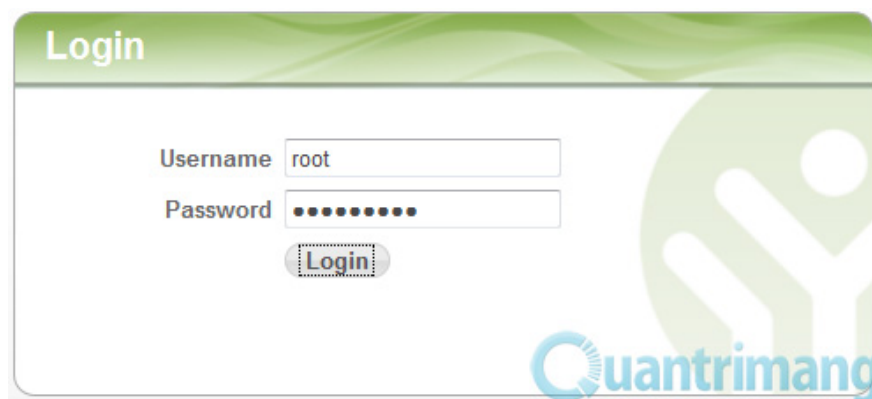 Login
Username root
Password •••••••••
Login
Quantrimang